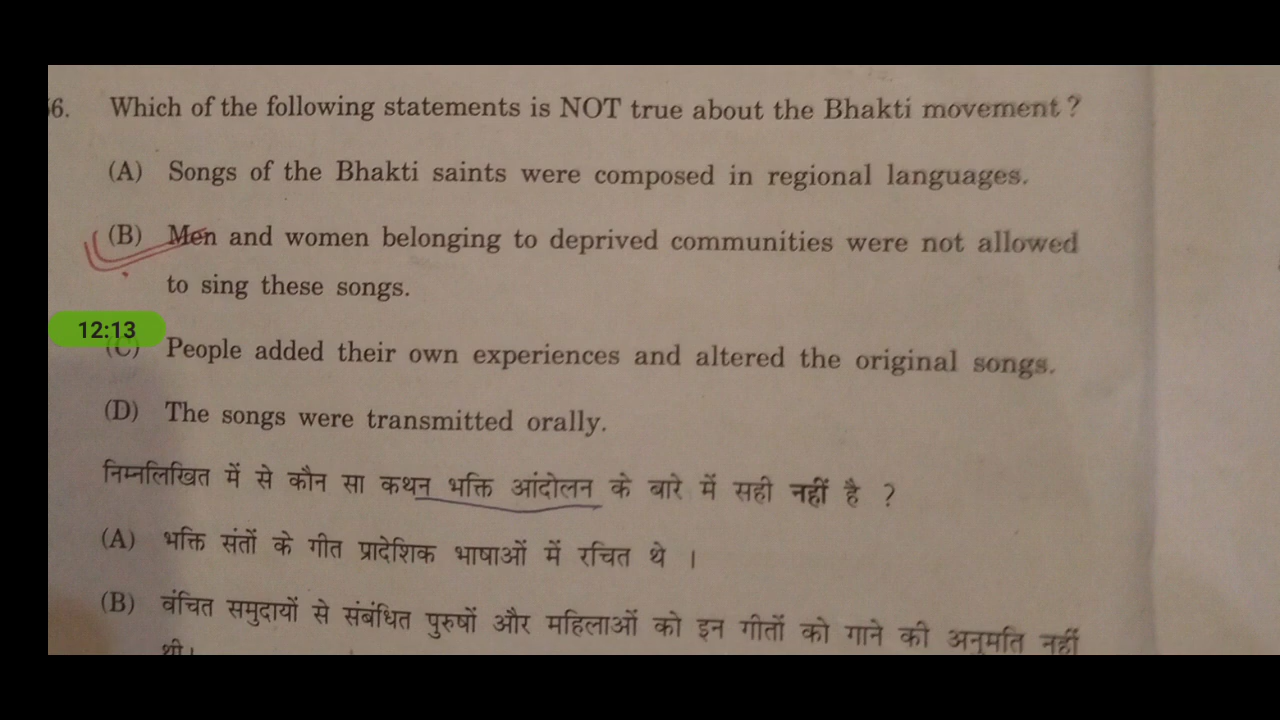 6. Which of the following statements is NOT true about the Bhakti movement ?
(A) Songs of the Bhakti saints were composed in regional languages.
(B) Men and women belonging to deprived communities were not allowed
to sing these songs.
12:13
(C) People added their own experiences and altered the original songs.
(D) The songs were transmitted orally.
निम्नलिखित में से कौन सा कथन भक्ति आंदोलन के बारे में सही नहीं है ?
(A) भक्ति संतों के गीत प्रादेशिक भाषाओं में रचित थे ।
(B) वंचित समुदायों से संबंधित पुरुषों और महिलाओं को इन गीतों को गाने की अनुमति नहीं
थी ।